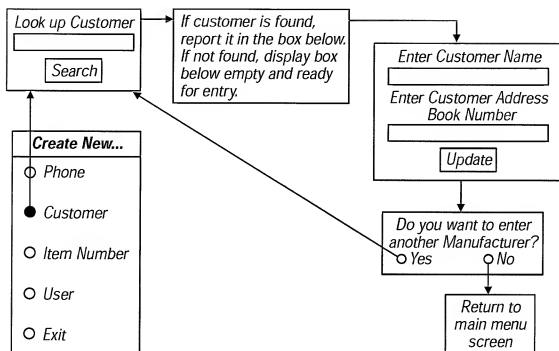 Look up Customer
Search
If customer is found,
report it in the box below.
If not found, display box
below empty and ready
for entry.
Enter Customer Name
Enter Customer Address
Book Number
Update
Create New...
Phone
Customer
Item Number
User
Exit
Do you want to enter
another Manufacturer?
Yes
No
Return to
main menu
screen